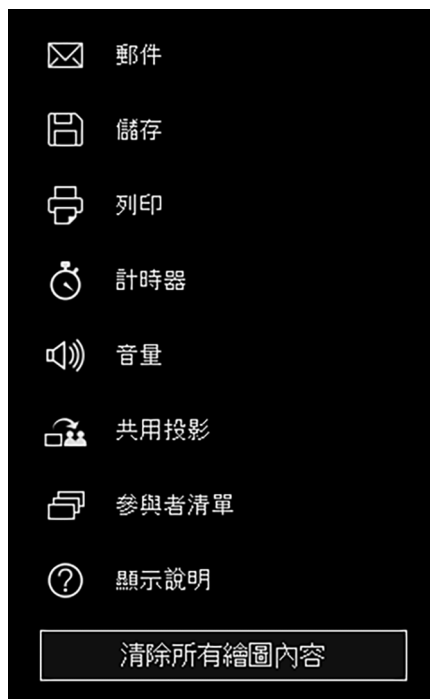 郵件
儲存
列印
計時器
音量
共用投影
參與者清單
顯示說明
清除所有繪圖內容